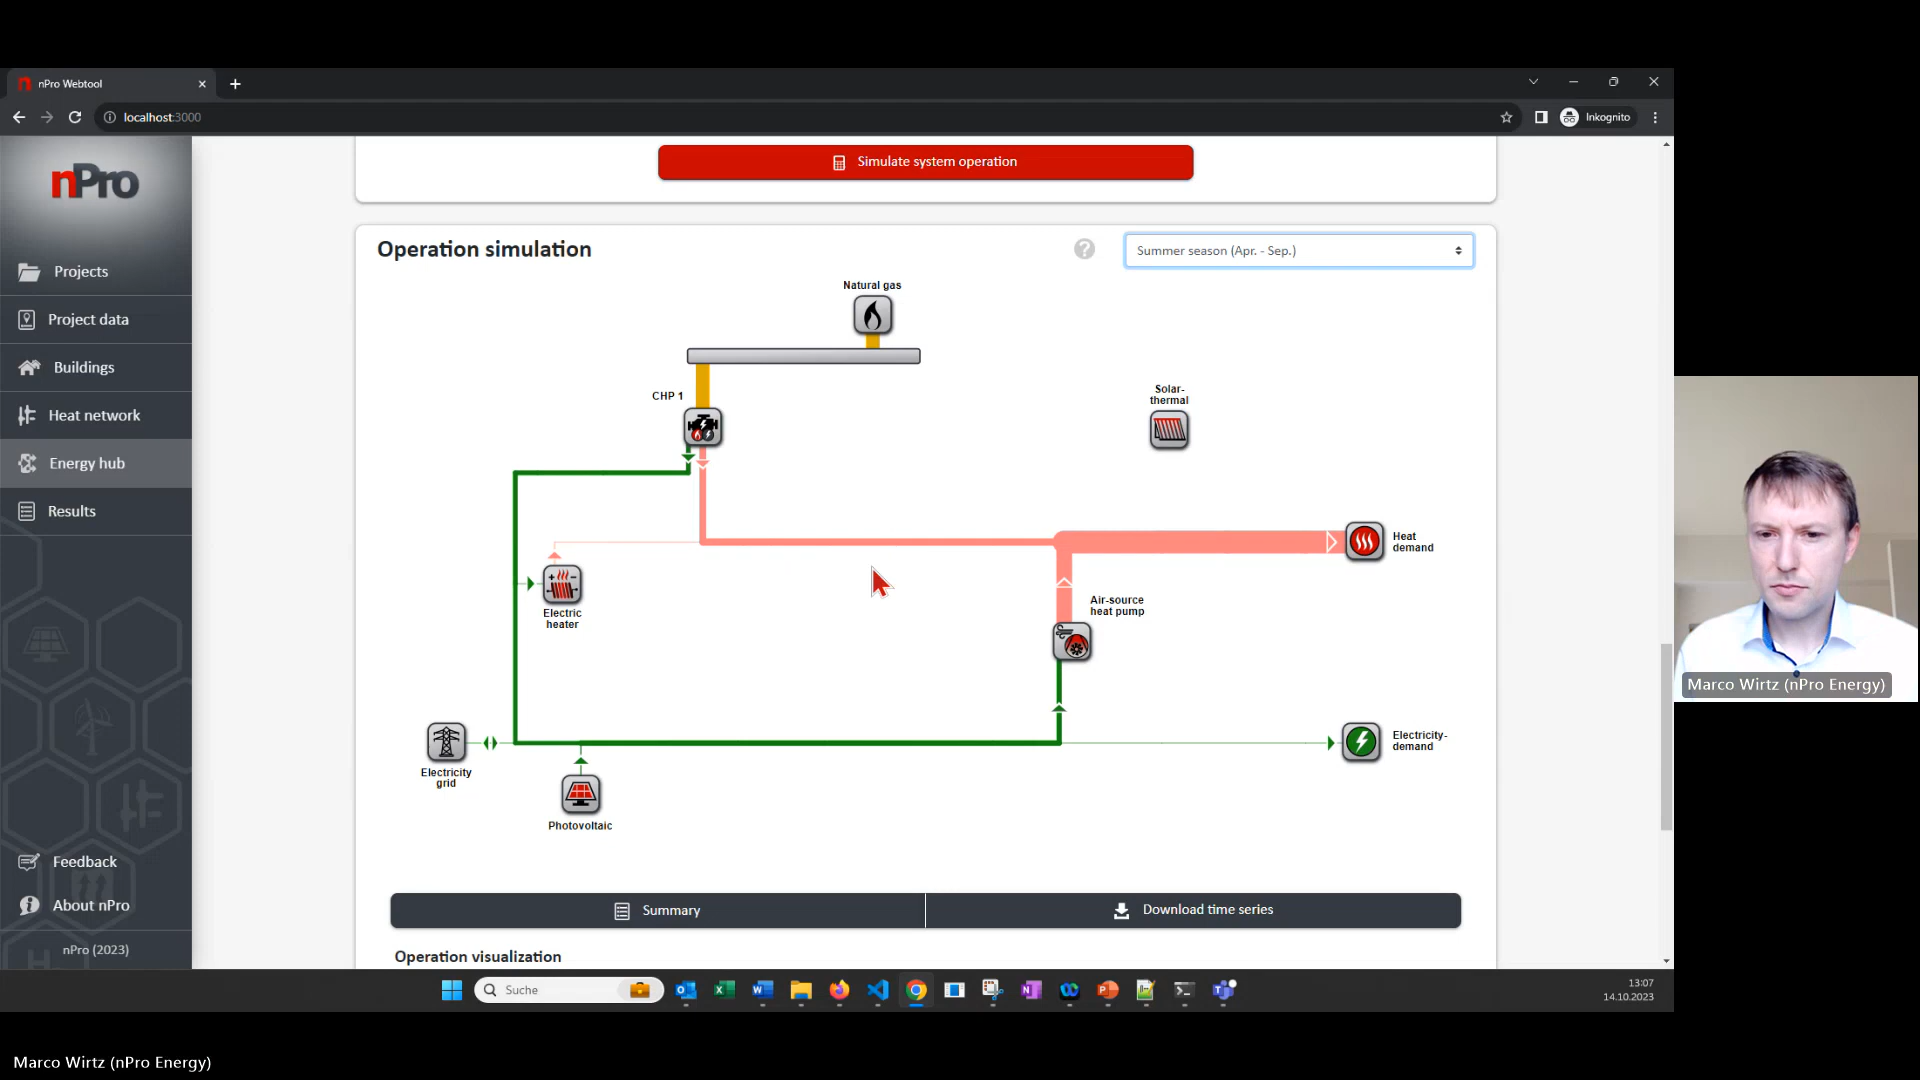 nPro Webtool
localhost:3000
Inkognito
nPro
Projects
Project data
Buildings
Heat network
Energy hub
Results
Feedback
About nPro
nPro (2023)
Simulate system operation
Operation simulation
?
Summer season (Apr. - Sep.)
Natural gas
CHP 1
Solar-
thermal
Heat
demand
Electric
heater
Air-source
heat pump
Electricity
grid
Electricity-
demand
Photovoltaic
Summary
Download time series
Operation visualization
Suche
13:07
14.10.2023
Marco Wirtz (nPro Energy)
Marco Wirtz (nPro Energy)